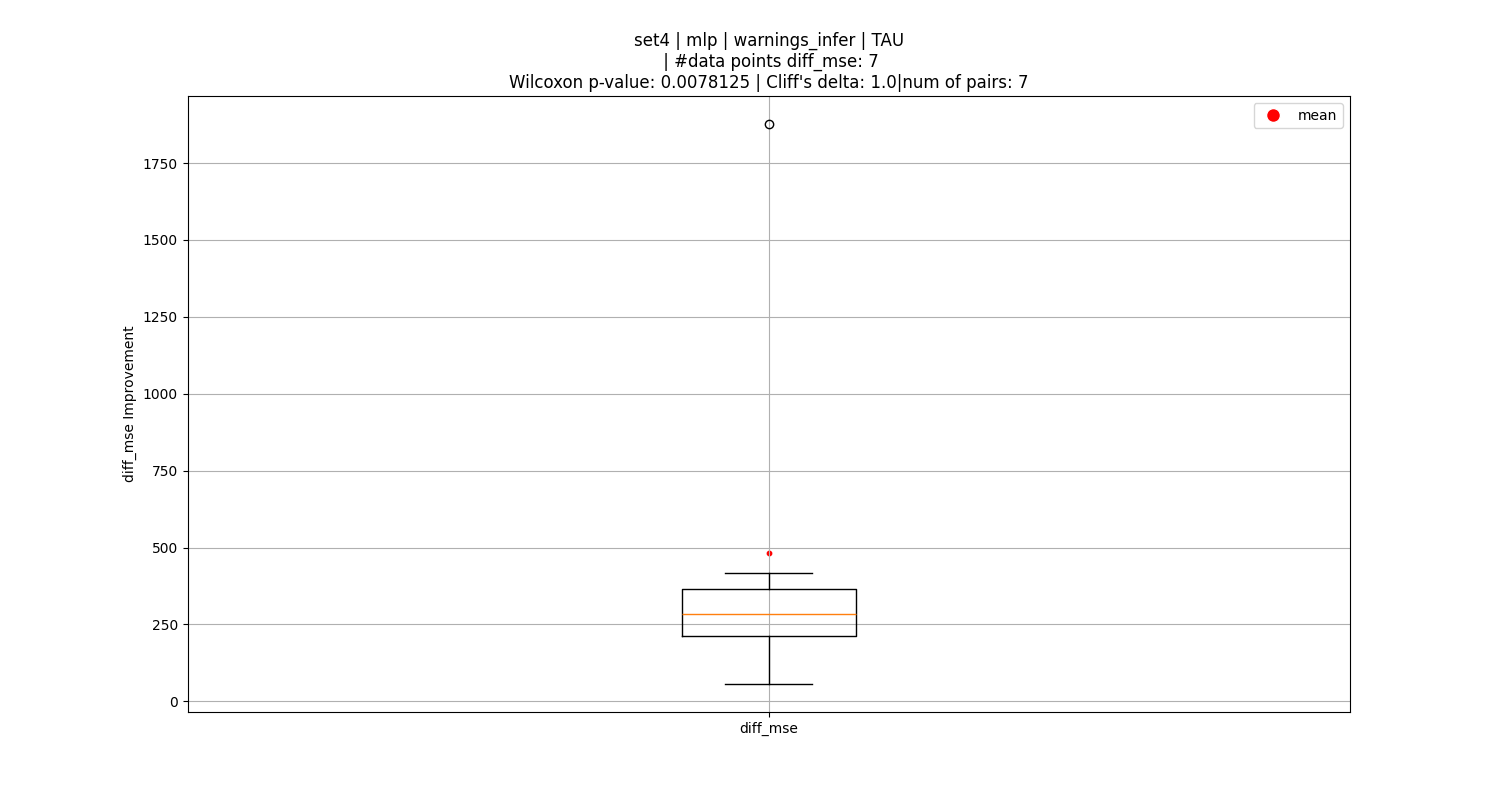 set4 | mlp | warnings_infer | TAU
| #data points diff_mse: 7
Wilcoxon p-value: 0.0078125 | Cliff's delta: 1.0|num of pairs: 7
mean
1750
1500
1250
1000
750
500
250
0
diff_mse Improvement
diff_mse